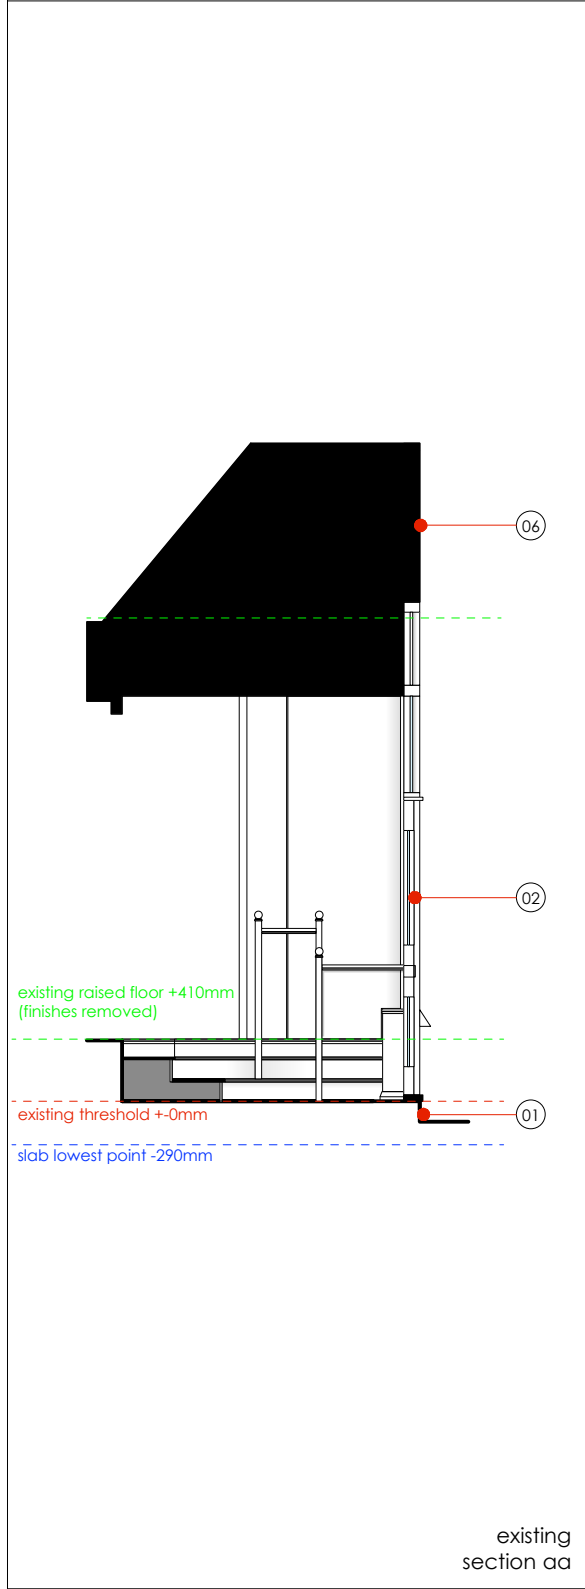 06
02
existing raised floor +410mm
(finishes removed)
existing threshold +-0mm
01
slab lowest point -290mm
existing
section aa